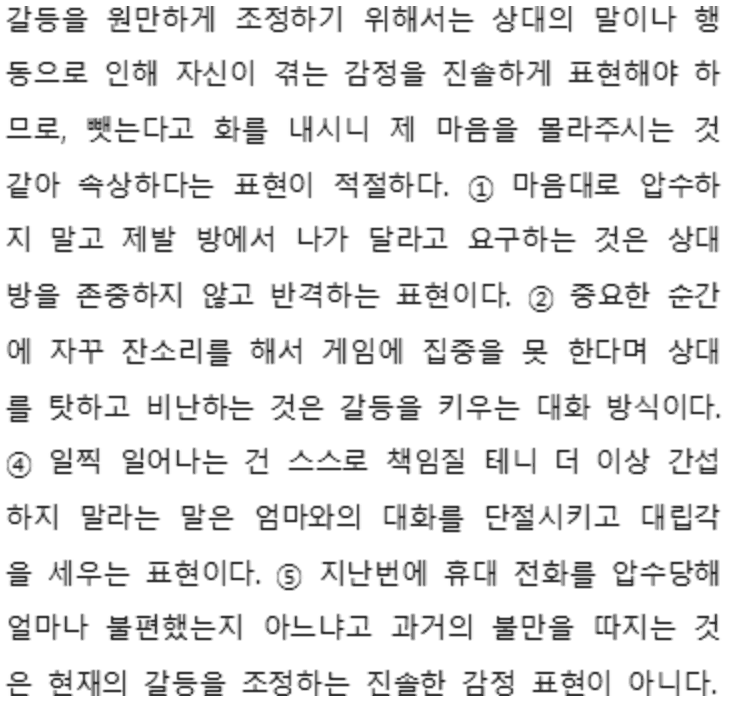 갈등을 원만하게 조정하기 위해서는 상대의 말이나 행
동으로 인해 자신이 겪는 감정을 진솔하게 표현해야 하
므로, 뺏는다고 화를 내시니 제 마음을 몰라주시는 것
같아 속상하다는 표현이 적절하다. ① 마음대로 압수하
지 말고 제발 방에서 나가 달라고 요구하는 것은 상대
방을 존중하지 않고 반격하는 표현이다. ② 중요한 순간
에 자꾸 잔소리를 해서 게임에 집중을 못 한다며 상대
를 탓하고 비난하는 것은 갈등을 키우는 대화 방식이다.
④ 일찍 일어나는 건 스스로 책임질 테니 더 이상 간섭
하지 말라는 말은 엄마와의 대화를 단절시키고 대립각
을 세우는 표현이다. ⑤ 지난번에 휴대 전화를 압수당해
얼마나 불편했는지 아느냐고 과거의 불만을 따지는 것
은 현재의 갈등을 조정하는 진솔한 감정 표현이 아니다.